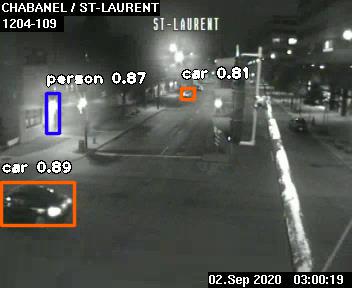 CHABANEL / ST-LAURENT
1204-109
ST-LAURENT
person 0.87
car 0.81
car 0.89
02.Sep 2020 03:00:19